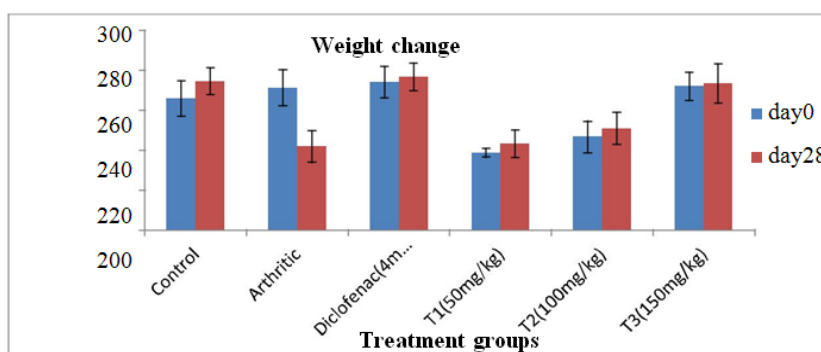 Weight change
300
280
260
240
220
200
Control
Arthritic
Diclofenac(4m...
T1(50mg/kg)
T2(100mg/kg)
T3(150mg/kg)
Treatment groups
day0
day28